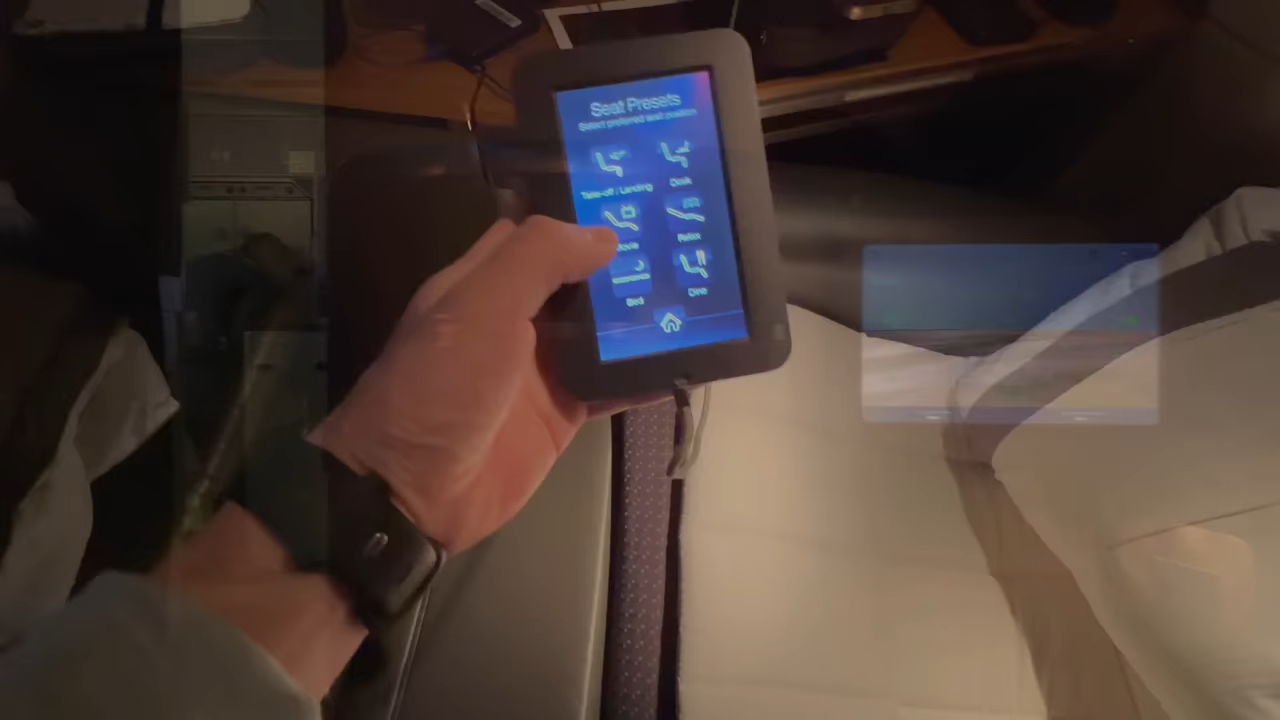 Seat Presets
Select preferred seat position
Take-off / Landing
Desk
Movie
Relax
Bed
Dine